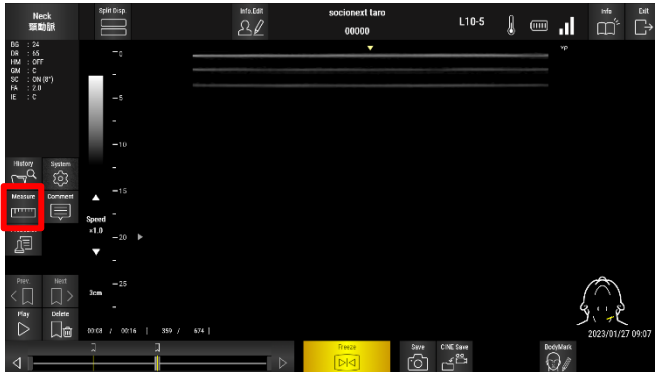 Neck
頸動脈
Split Disp.
Info.Edit
socionext taro
00000
L10-5
Info
Exit
BG : 24
DR : 65
HM : OFF
GM : C
SC : ON (8°)
FA : 2.0
IE : C
0
5
10
15
20
25
VP
History
System
Measure
Comment
Speed
×1.0
3cm
Prev.
Next
Play
Delete
00:08 / 00:16 | 359 / 674 |
2023/01/27 09:07
Freeze
Save
CINE Save
BodyMark